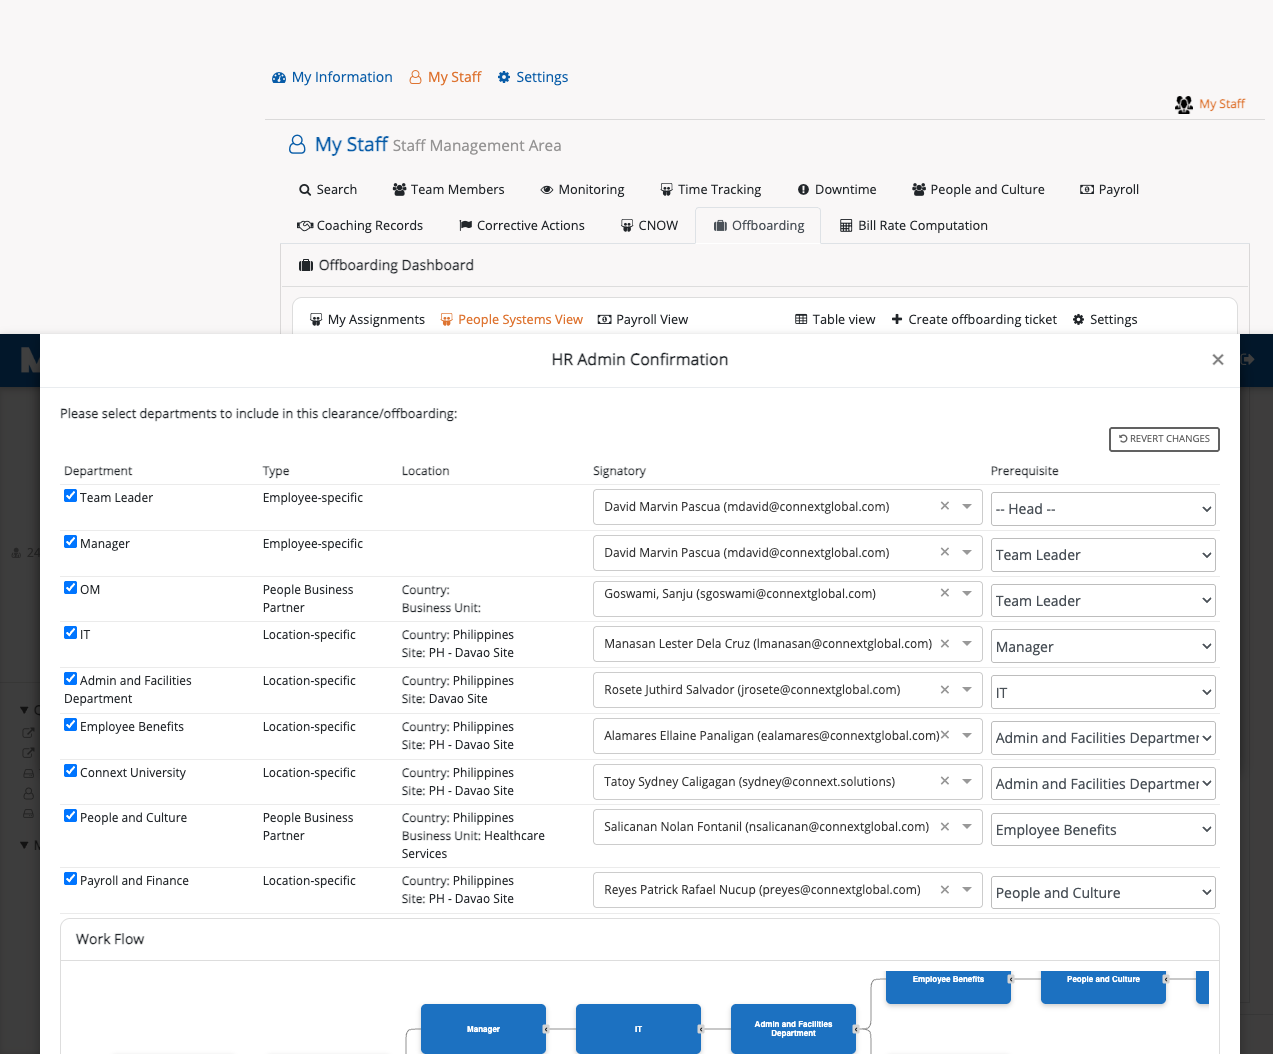 My Information My Staff Settings
My Staff
My Staff Staff Management Area
Search Team Members Monitoring Time Tracking Downtime People and Culture Payroll
Coaching Records Corrective Actions CNOW Offboarding Bill Rate Computation
Offboarding Dashboard
My Assignments People Systems View Payroll View Table view Create offboarding ticket Settings
HR Admin Confirmation
Please select departments to include in this clearance/offboarding:
REVERT CHANGES
Department Type Location Signatory Prerequisite
Team Leader Employee-specific David Marvin Pascua (mdavid@connextglobal.com) -- Head --
Manager Employee-specific David Marvin Pascua (mdavid@connextglobal.com) Team Leader
OM People Business Country: Goswami, Sanju (sgoswami@connextglobal.com) Team Leader
Partner Business Unit:
IT Location-specific Country: Philippines Manasan Lester Dela Cruz (lmanasan@connextglobal.com) Manager
Site: PH - Davao Site
Admin and Facilities Location-specific Country: Philippines Rosete Juthird Salvador (jrosete@connextglobal.com) IT
Department Site: Davao Site
Employee Benefits Location-specific Country: Philippines Alamares Ellaine Panaligan (ealamares@connextglobal.com) Admin and Facilities Departmer
Site: PH - Davao Site
Connext University Location-specific Country: Philippines Tatoy Sydney Caligagan (sydney@connext.solutions) Admin and Facilities Departmer
Site: PH - Davao Site
People and Culture People Business Country: Philippines Salicanan Nolan Fontanil (nsalicanan@connextglobal.com) Employee Benefits
Partner Business Unit: Healthcare
Services
Payroll and Finance Location-specific Country: Philippines Reyes Patrick Rafael Nucup (preyes@connextglobal.com) People and Culture
Site: PH - Davao Site
Work Flow
Employee Benefits People and Culture
Manager IT Admin and Facilities
Department